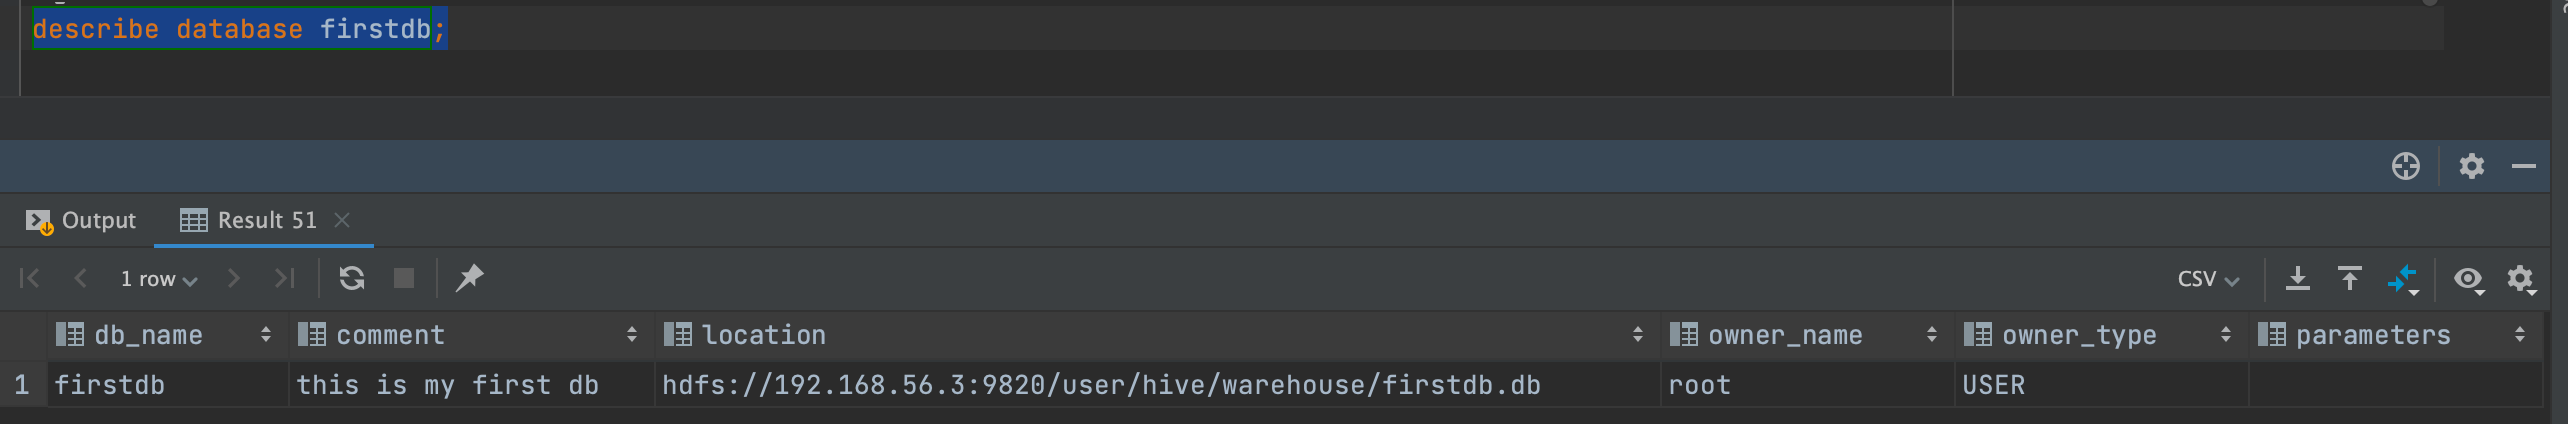 describe database firstdb;
Output Result 51
1 row CSV
db_name comment location owner_name owner_type parameters
1 firstdb this is my first db hdfs://192.168.56.3:9820/user/hive/warehouse/firstdb.db root USER